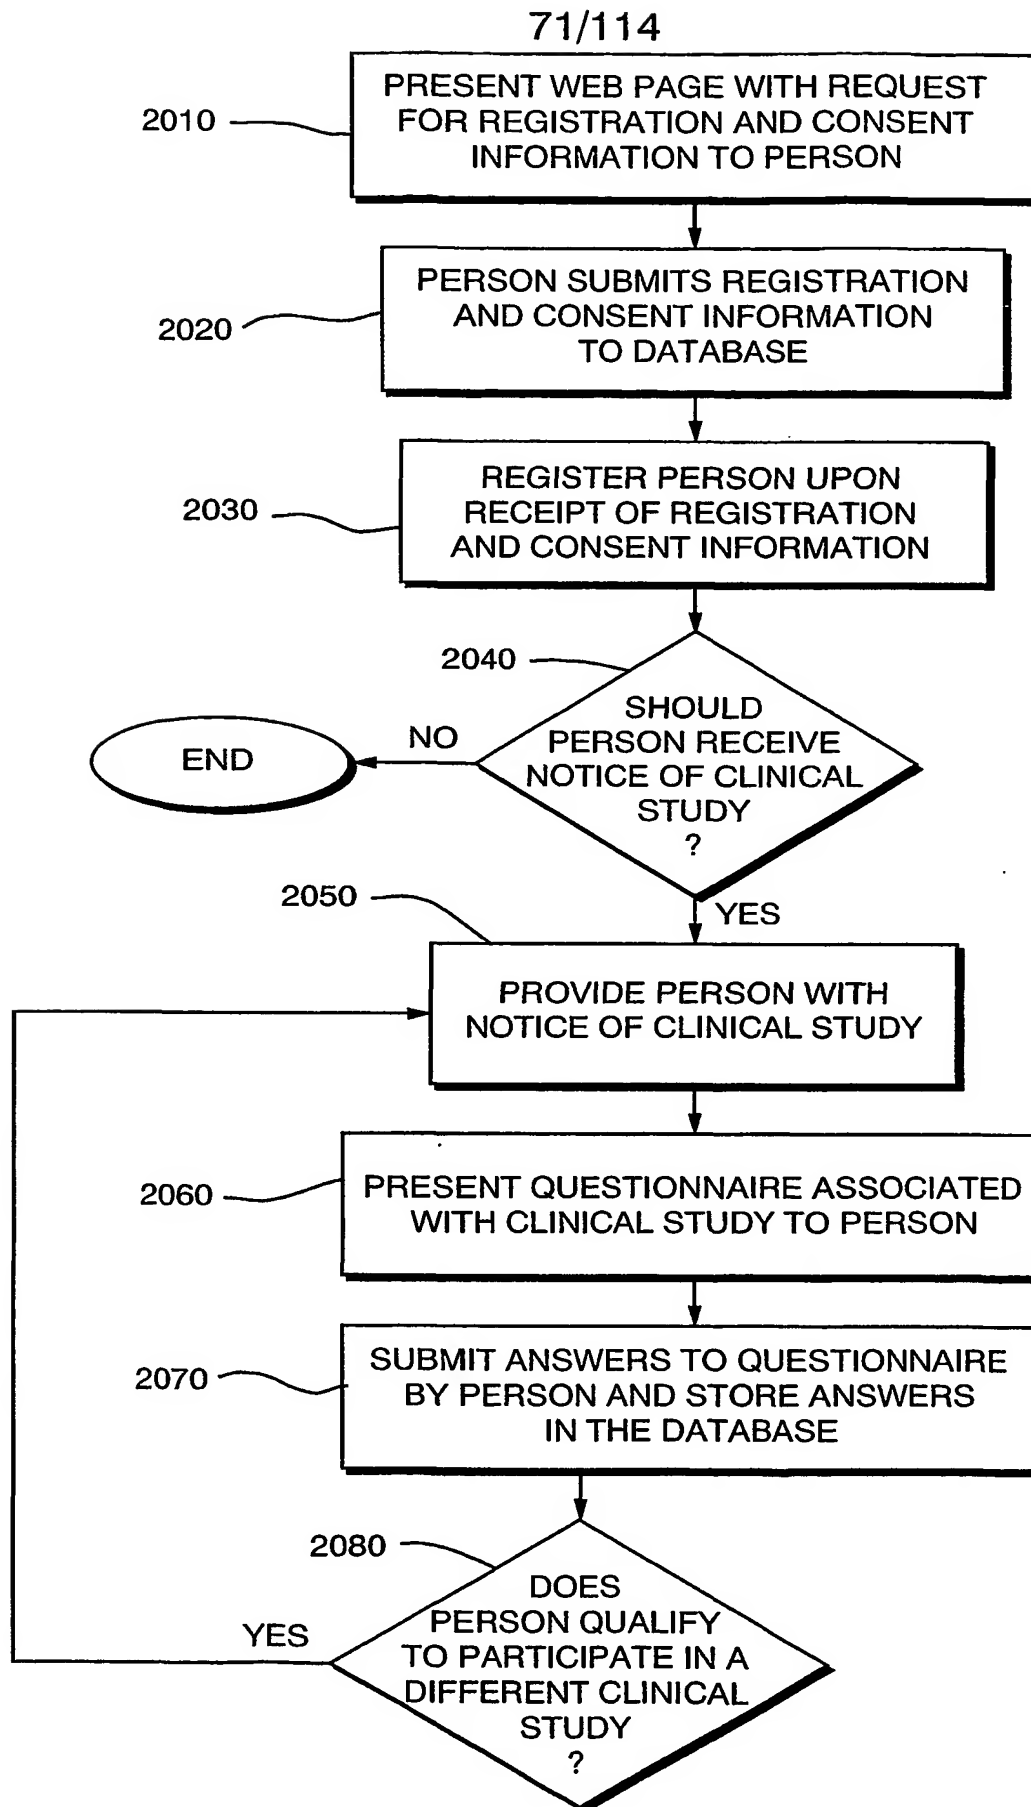 71/114
PRESENT WEB PAGE WITH REQUEST
FOR REGISTRATION AND CONSENT
INFORMATION TO PERSON
2010
PERSON SUBMITS REGISTRATION
AND CONSENT INFORMATION
TO DATABASE
2020
REGISTER PERSON UPON
RECEIPT OF REGISTRATION
AND CONSENT INFORMATION
2030
2040
SHOULD
PERSON RECEIVE
NOTICE OF CLINICAL
STUDY
?
NO
END
YES
2050
PROVIDE PERSON WITH
NOTICE OF CLINICAL STUDY
2060
PRESENT QUESTIONNAIRE ASSOCIATED
WITH CLINICAL STUDY TO PERSON
2070
SUBMIT ANSWERS TO QUESTIONNAIRE
BY PERSON AND STORE ANSWERS
IN THE DATABASE
2080
DOES
PERSON QUALIFY
TO PARTICIPATE IN A
DIFFERENT CLINICAL
STUDY
?
YES